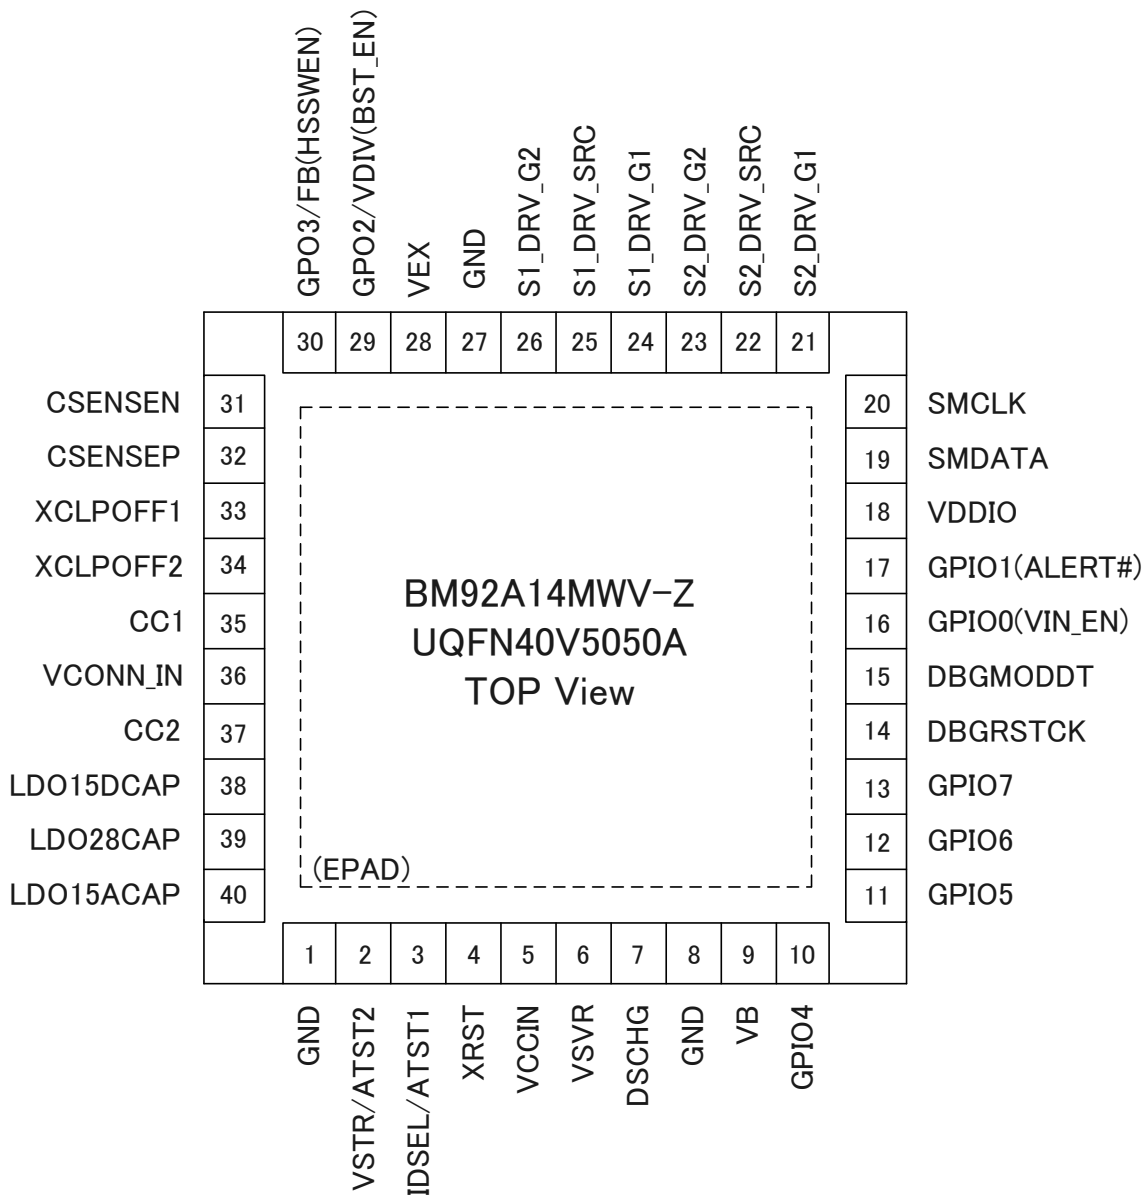 GPO3/FB(HSSWEN)
GPO2/VDIV(BST_EN)
VEX
GND
S1_DRV_G2
S1_DRV_SRC
S1_DRV_G1
S2_DRV_G2
S2_DRV_SRC
S2_DRV_G1
30 29 28 27 26 25 24 23 22 21
CSENSEN 31
CSENSEP 32
XCLPOFF1 33
XCLPOFF2 34
CC1 35
VCONN_IN 36
CC2 37
LDO15DCAP 38
LDO28CAP 39
LDO15ACAP 40
BM92A14MWV-Z
UQFN40V5050A
TOP View
(EPAD)
20 SMCLK
19 SMDATA
18 VDDIO
17 GPIO1(ALERT#)
16 GPIO0(VIN_EN)
15 DBGMODDT
14 DBGRSTCK
13 GPIO7
12 GPIO6
11 GPIO5
1 2 3 4 5 6 7 8 9 10
GND
VSTR/ATST2
IDSEL/ATST1
XRST
VCCIN
VSVR
DSCHG
GND
VB
GPIO4